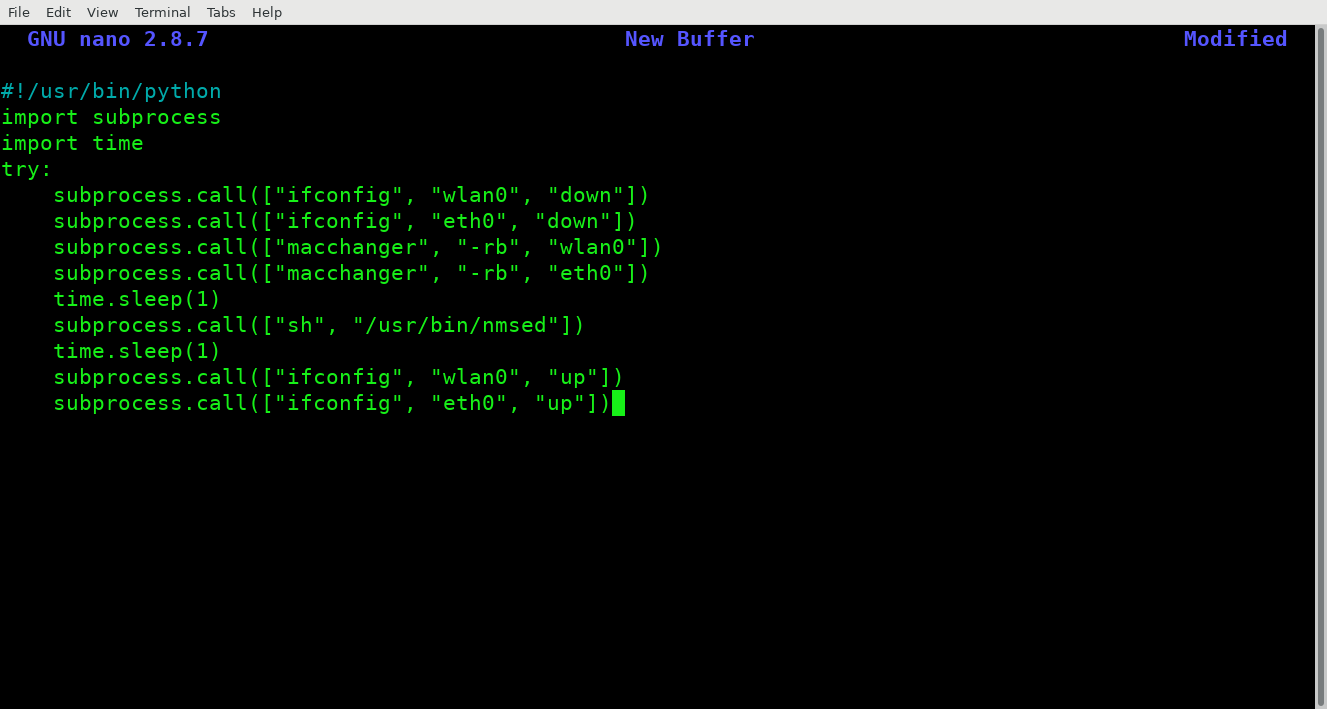 File Edit View Terminal Tabs Help
GNU nano 2.8.7 New Buffer Modified
#!/usr/bin/python
import subprocess
import time
try:
    subprocess.call(["ifconfig", "wlan0", "down"])
    subprocess.call(["ifconfig", "eth0", "down"])
    subprocess.call(["macchanger", "-rb", "wlan0"])
    subprocess.call(["macchanger", "-rb", "eth0"])
    time.sleep(1)
    subprocess.call(["sh", "/usr/bin/nmsed"])
    time.sleep(1)
    subprocess.call(["ifconfig", "wlan0", "up"])
    subprocess.call(["ifconfig", "eth0", "up"])